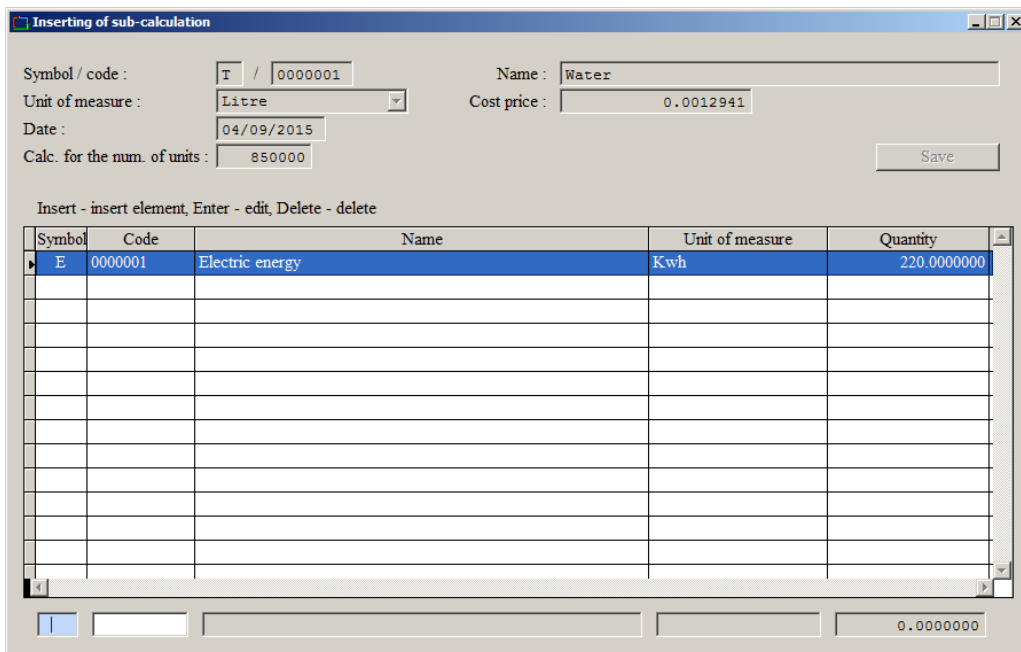 Inserting of sub-calculation
Symbol / code : T / 0000001 Name : Water
Unit of measure : Litre Cost price : 0.0012941
Date : 04/09/2015
Calc. for the num. of units : 850000 Save
Insert - insert element, Enter - edit, Delete - delete
Symbol Code Name Unit of measure Quantity
E 0000001 Electric energy Kwh 220.0000000
0.0000000